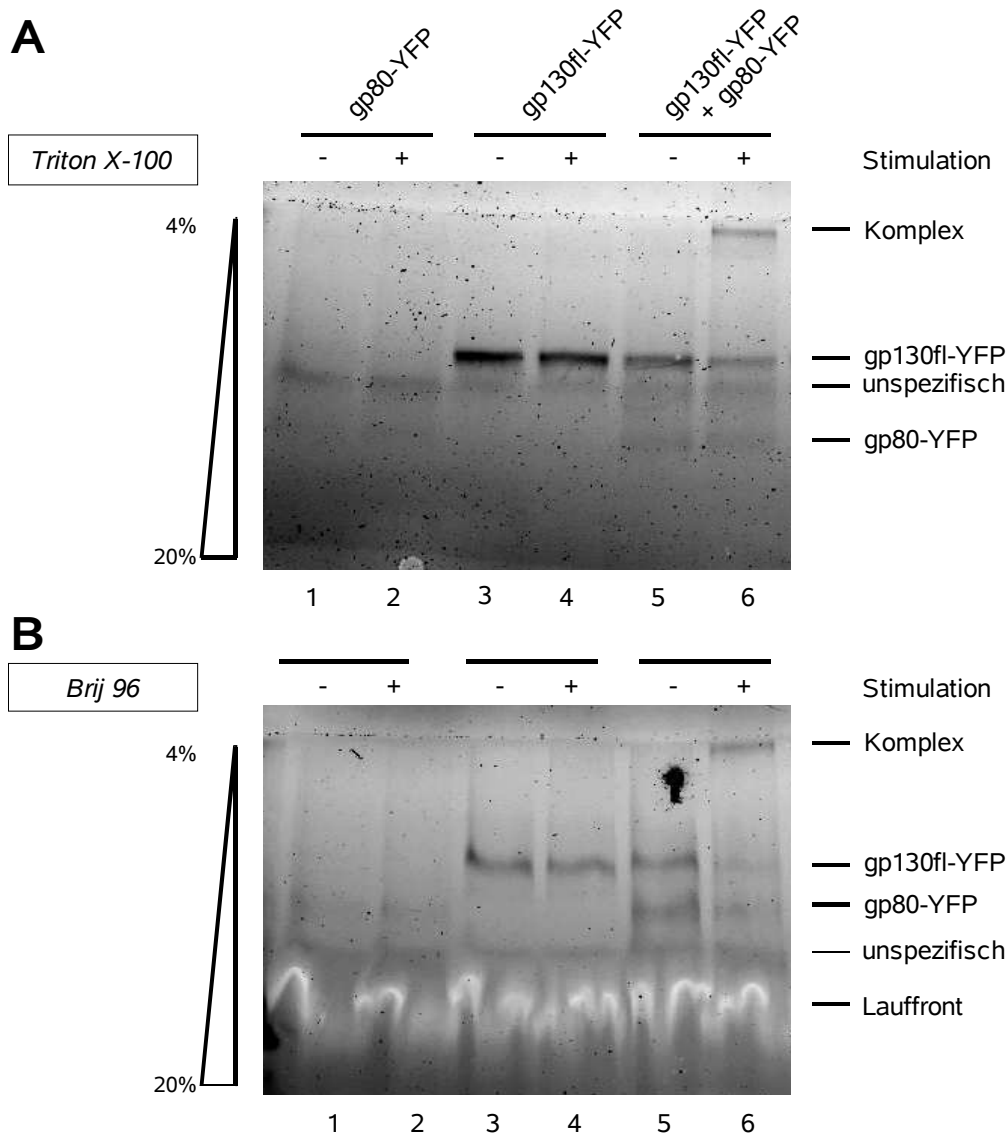 A
gp80-YFP
gp130fl-YFP
gp130fl-YFP
+ gp80-YFP
Triton X-100
- + - + - + Stimulation
4%
Komplex
gp130fl-YFP
unspezifisch
gp80-YFP
20%
1 2 3 4 5 6
B
Brij 96
- + - + - + Stimulation
4%
Komplex
gp130fl-YFP
gp80-YFP
unspezifisch
Lauffront
20%
1 2 3 4 5 6